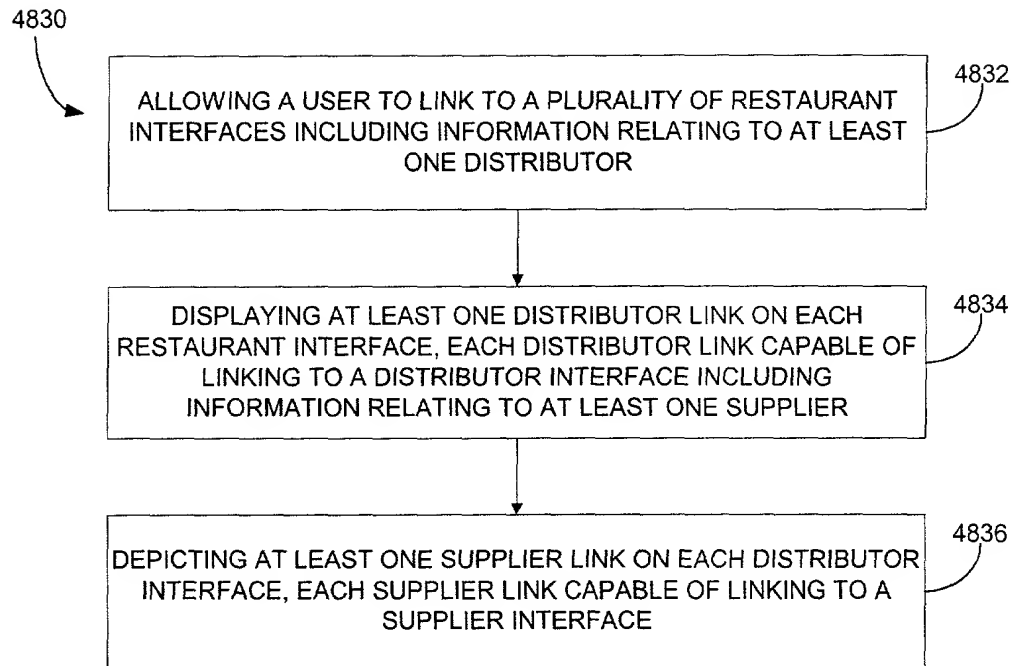 4830
4832
ALLOWING A USER TO LINK TO A PLURALITY OF RESTAURANT
INTERFACES INCLUDING INFORMATION RELATING TO AT LEAST
ONE DISTRIBUTOR
4834
DISPLAYING AT LEAST ONE DISTRIBUTOR LINK ON EACH
RESTAURANT INTERFACE, EACH DISTRIBUTOR LINK CAPABLE OF
LINKING TO A DISTRIBUTOR INTERFACE INCLUDING
INFORMATION RELATING TO AT LEAST ONE SUPPLIER
4836
DEPICTING AT LEAST ONE SUPPLIER LINK ON EACH DISTRIBUTOR
INTERFACE, EACH SUPPLIER LINK CAPABLE OF LINKING TO A
SUPPLIER INTERFACE